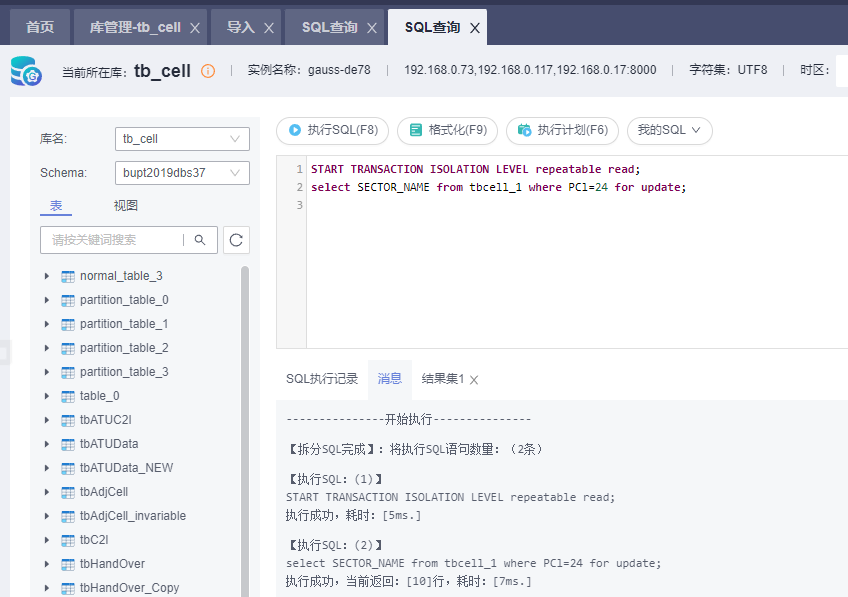 首页 库管理-tb_cell 导入 SQL查询 SQL查询
当前所在库: tb_cell 实例名称: gauss-de78 192.168.0.73,192.168.0.117,192.168.0.17:8000 字符集: UTF8 时区:
库名: tb_cell
Schema: bupt2019dbs37
表 视图
请按关键词搜索
normal_table_3
partition_table_0
partition_table_1
partition_table_2
partition_table_3
table_0
tbATUC2I
tbATUData
tbATUData_NEW
tbAdjCell
tbAdjCell_invariable
tbC2I
tbHandOver
tbHandOver_Copy
执行SQL(F8) 格式化(F9) 执行计划(F6) 我的SQL
1 START TRANSACTION ISOLATION LEVEL repeatable read;
2 select SECTOR_NAME from tbcell_1 where PCl=24 for update;
3
SQL执行记录 消息 结果集1
---------------开始执行---------------
【拆分SQL完成】: 将执行SQL语句数量: (2条)
【执行SQL: (1)】
START TRANSACTION ISOLATION LEVEL repeatable read;
执行成功, 耗时: [5ms.]
【执行SQL: (2)】
select SECTOR_NAME from tbcell_1 where PCl=24 for update;
执行成功, 当前返回: [10]行, 耗时: [7ms.]